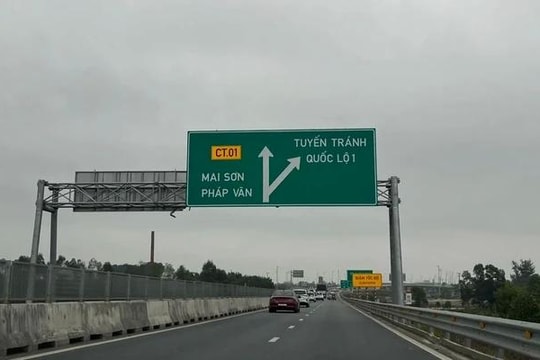 CT.01
MAI SƠN
PHÁP VÂN
TUYẾN TRÁNH
QUỐC LỘ 1